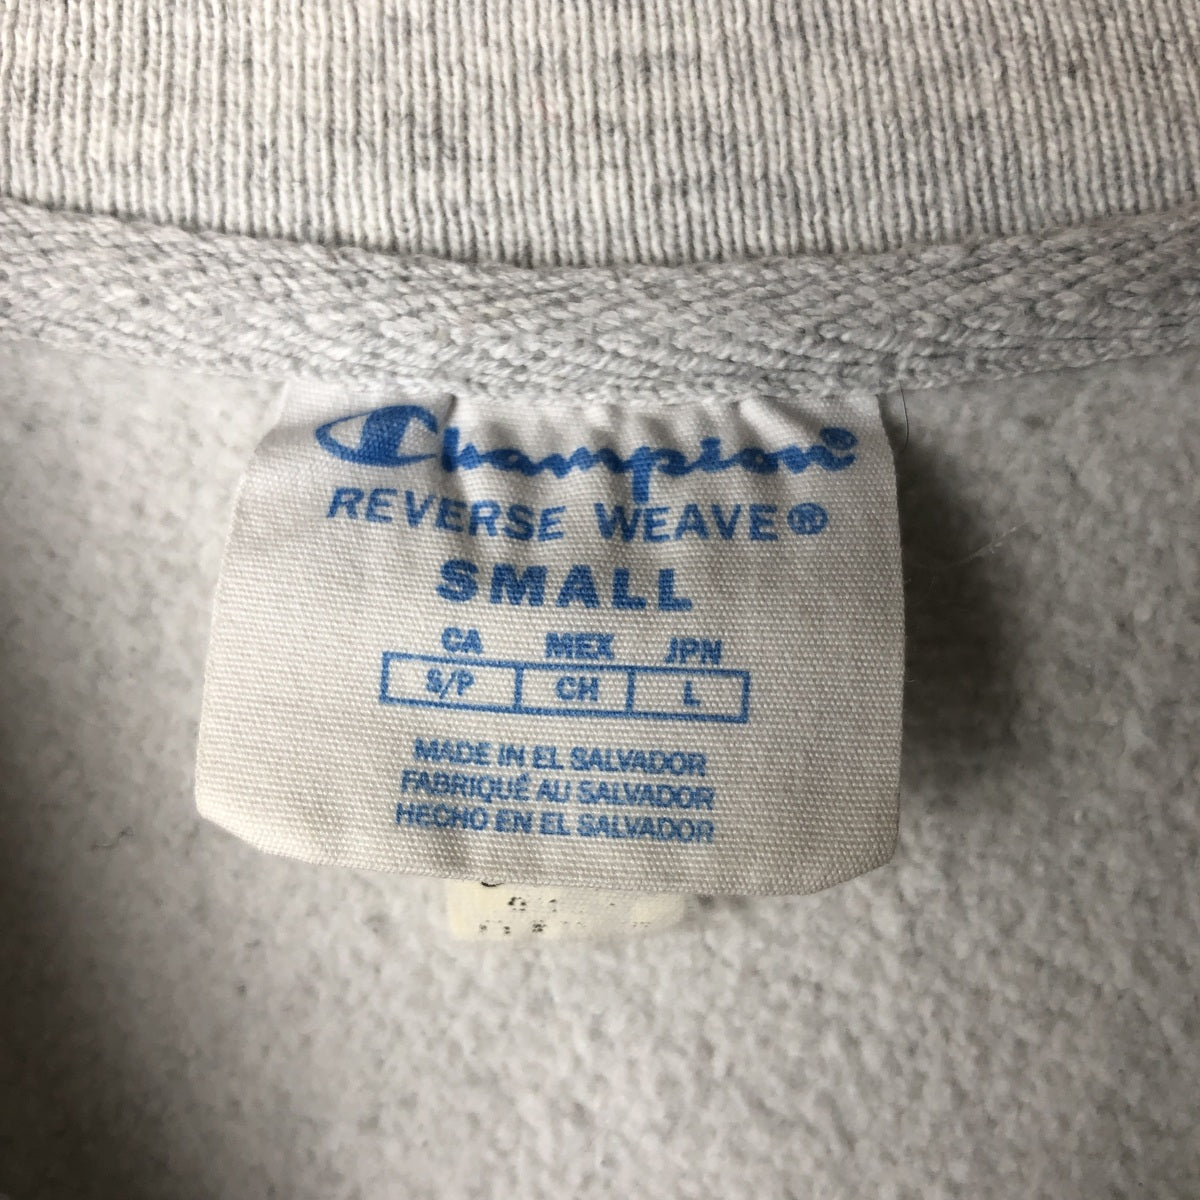 Champion®
REVERSE WEAVE®
SMALL
CA MEX JPN
S/P CH L
MADE IN EL SALVADOR
FABRIQUÉ AU SALVADOR
HECHO EN EL SALVADOR